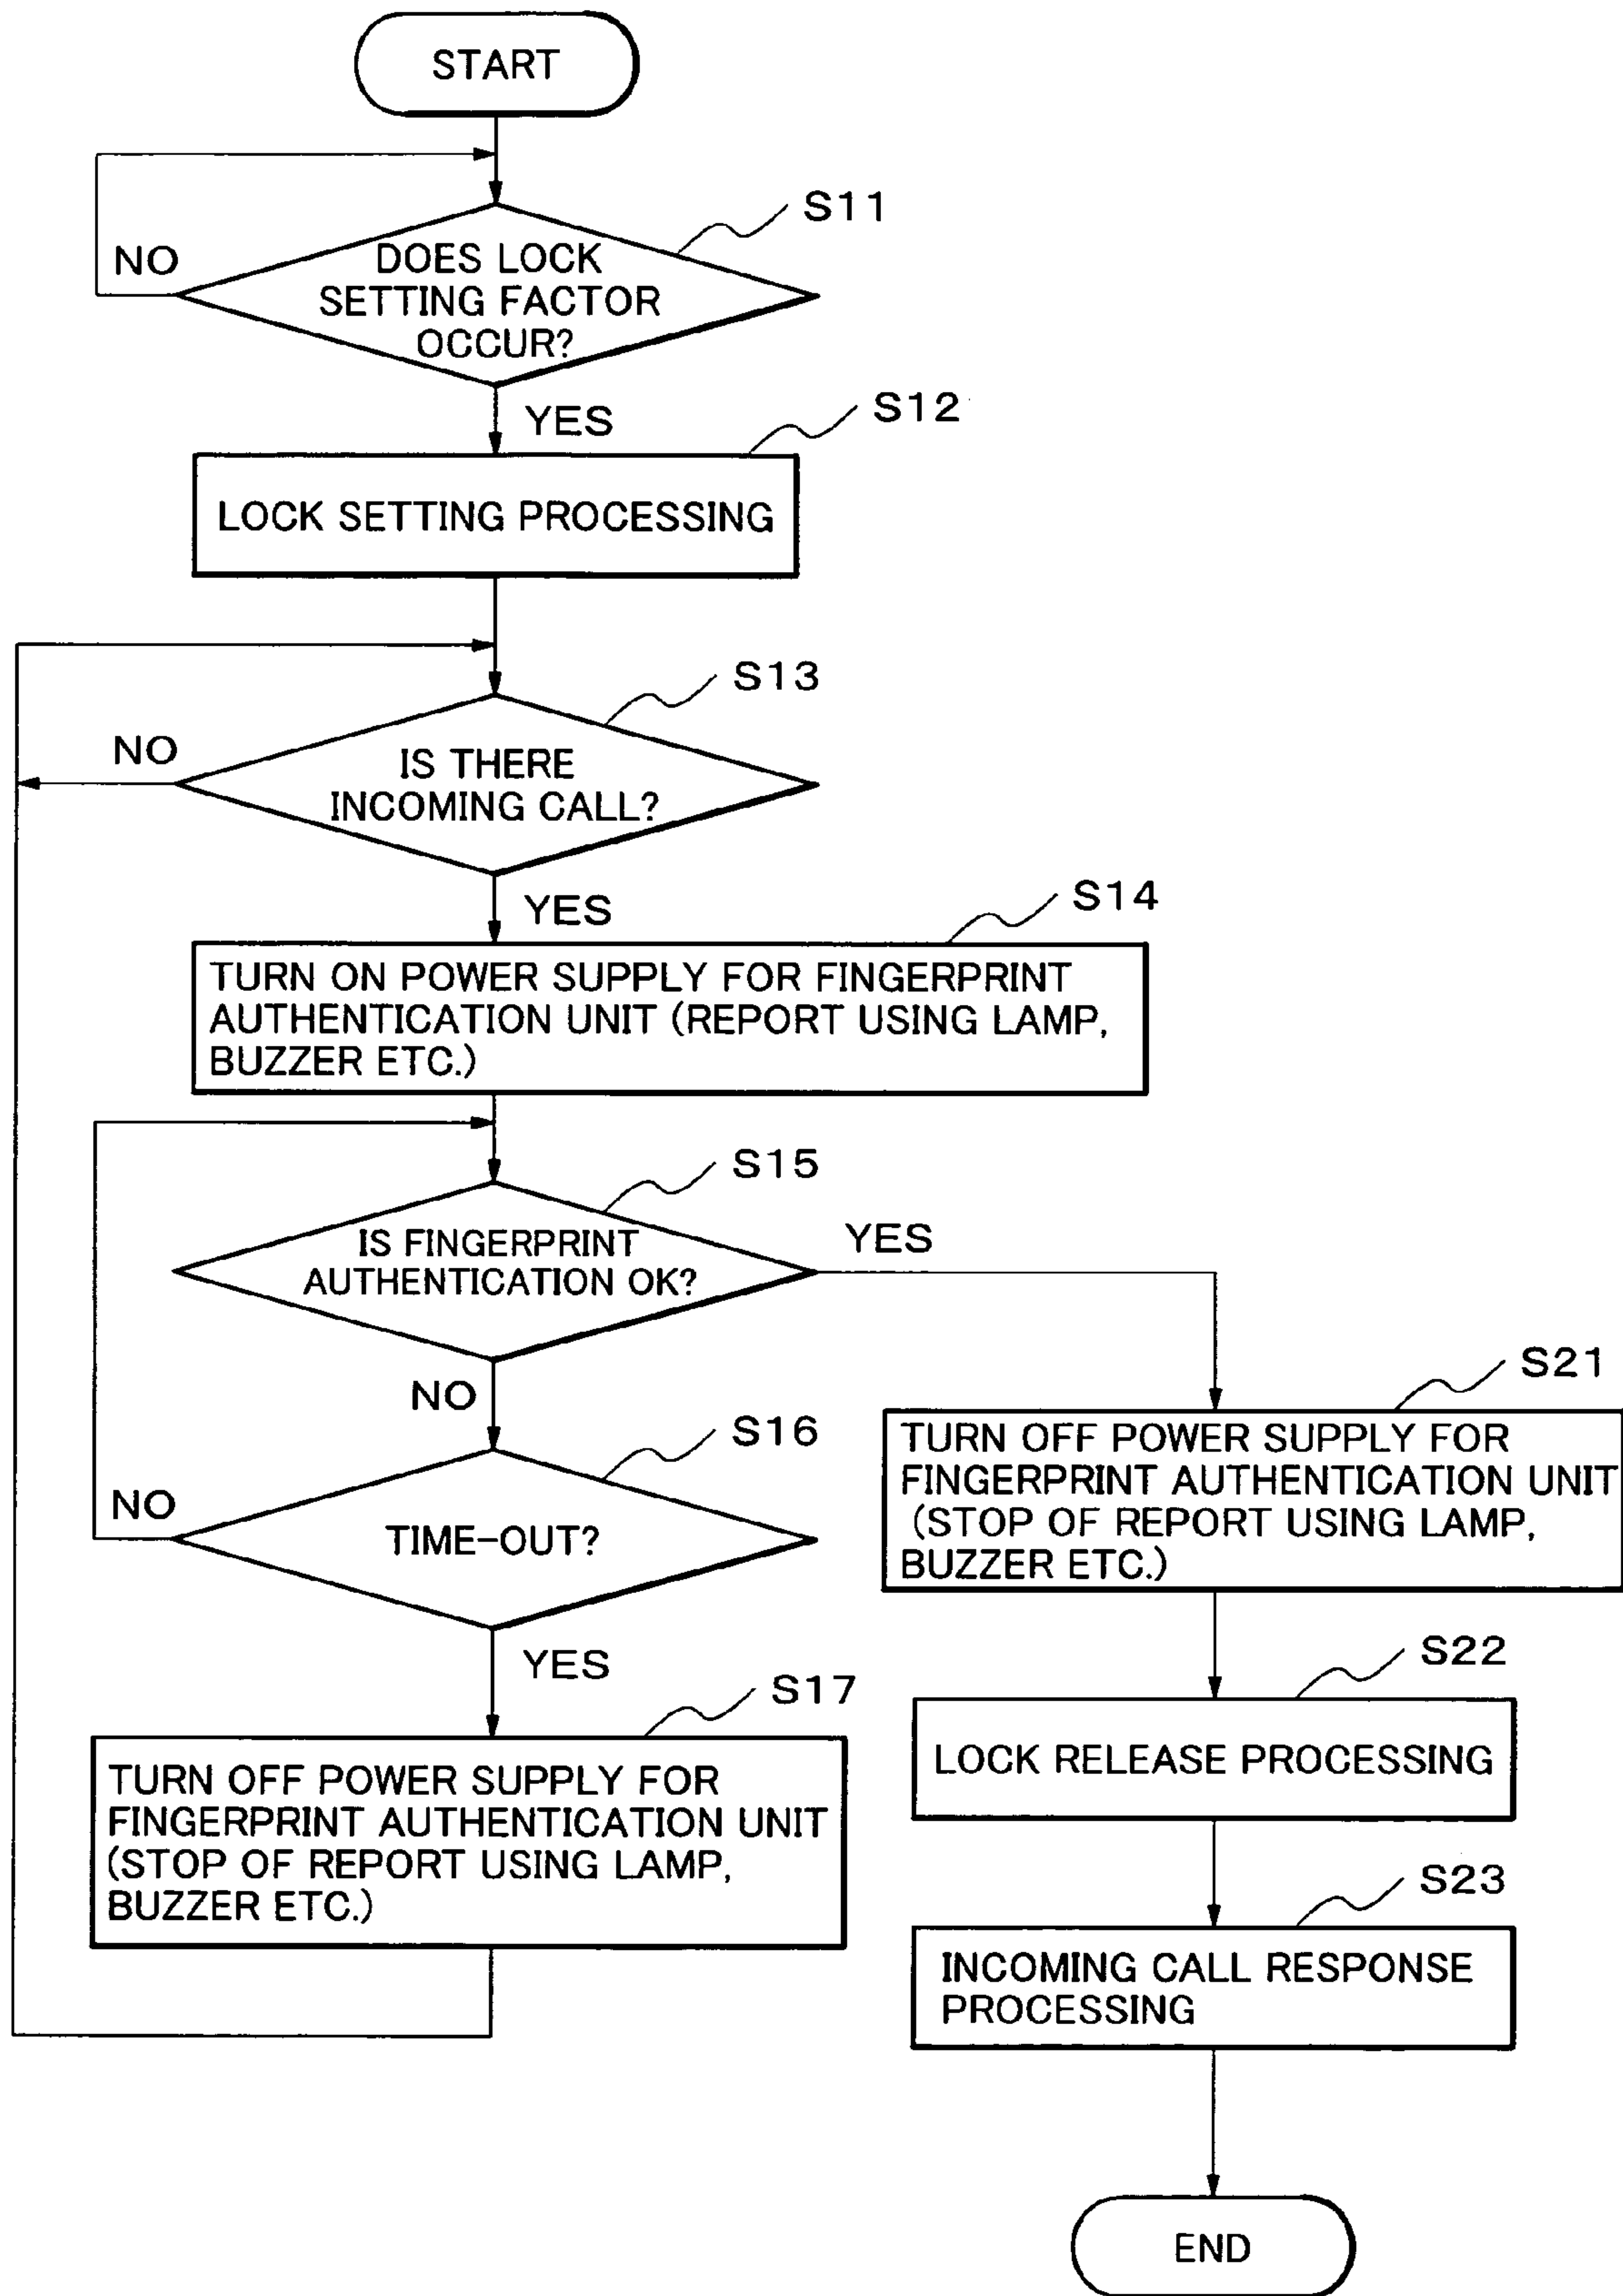 START
S11
NO
DOES LOCK
SETTING FACTOR
OCCUR?
YES
S12
LOCK SETTING PROCESSING
S13
NO
IS THERE
INCOMING CALL?
YES
S14
TURN ON POWER SUPPLY FOR FINGERPRINT
AUTHENTICATION UNIT (REPORT USING LAMP,
BUZZER ETC.)
S15
IS FINGERPRINT
AUTHENTICATION OK?
YES
NO
S16
NO
TIME-OUT?
YES
S17
TURN OFF POWER SUPPLY FOR
FINGERPRINT AUTHENTICATION UNIT
(STOP OF REPORT USING LAMP,
BUZZER ETC.)
S21
TURN OFF POWER SUPPLY FOR
FINGERPRINT AUTHENTICATION UNIT
(STOP OF REPORT USING LAMP,
BUZZER ETC.)
S22
LOCK RELEASE PROCESSING
S23
INCOMING CALL RESPONSE
PROCESSING
END